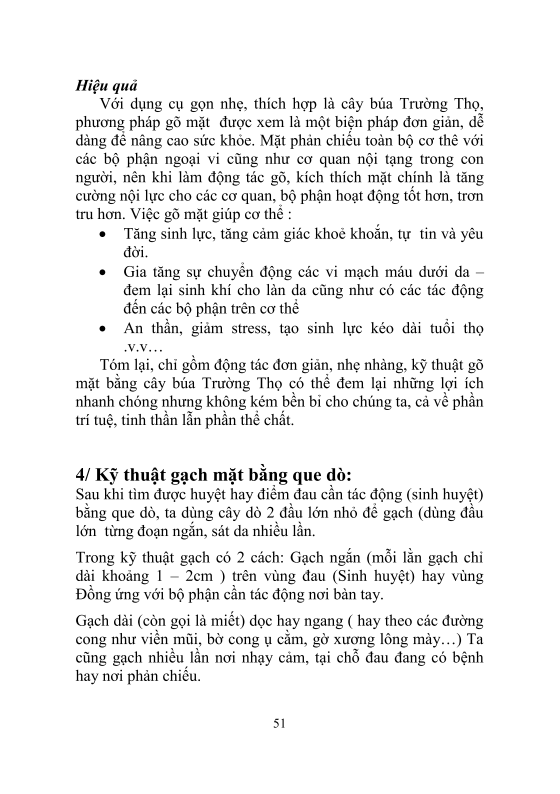 Hiệu quả
Với dụng cụ gọn nhẹ, thích hợp là cây búa Trường Thọ,
phương pháp gõ mặt được xem là một biện pháp đơn giản, dễ
dàng để nâng cao sức khỏe. Mặt phản chiếu toàn bộ cơ thê với
các bộ phận ngoại vi cũng như cơ quan nội tạng trong con
người, nên khi làm động tác gõ, kích thích mặt chính là tăng
cường nội lực cho các cơ quan, bộ phận hoạt động tốt hơn, trơn
tru hơn. Việc gõ mặt giúp cơ thể :
• Tăng sinh lực, tăng cảm giác khoẻ khoắn, tự tin và yêu
đời.
• Gia tăng sự chuyển động các vi mạch máu dưới da –
đem lại sinh khí cho làn da cũng như có các tác động
đến các bộ phận trên cơ thể
• An thần, giảm stress, tạo sinh lực kéo dài tuổi thọ
.v.v…
Tóm lại, chỉ gồm động tác đơn giản, nhẹ nhàng, kỹ thuật gõ
mặt bằng cây búa Trường Thọ có thể đem lại những lợi ích
nhanh chóng nhưng không kém bền bỉ cho chúng ta, cả về phần
trí tuệ, tinh thần lẫn phần thể chất.
4/ Kỹ thuật gạch mặt bằng que dò:
Sau khi tìm được huyệt hay điểm đau cần tác động (sinh huyệt)
bằng que dò, ta dùng cây dò 2 đầu lớn nhỏ để gạch (dùng đầu
lớn từng đoạn ngắn, sát da nhiều lần.
Trong kỹ thuật gạch có 2 cách: Gạch ngắn (mỗi lằn gạch chỉ
dài khoảng 1 – 2cm ) trên vùng đau (Sinh huyệt) hay vùng
Đồng ứng với bộ phận cần tác động nơi bàn tay.
Gạch dài (còn gọi là miết) dọc hay ngang ( hay theo các đường
cong như viền mũi, bờ cong ụ cằm, gờ xương lông mày…) Ta
cũng gạch nhiều lần nơi nhạy cảm, tại chỗ đau đang có bệnh
hay nơi phản chiếu.
51